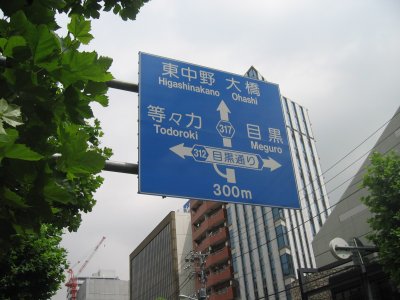 東中野 大橋
Higashinakano Ohashi
317
等々力 目黒
Todoroki Meguro
312 目黒通り
300m